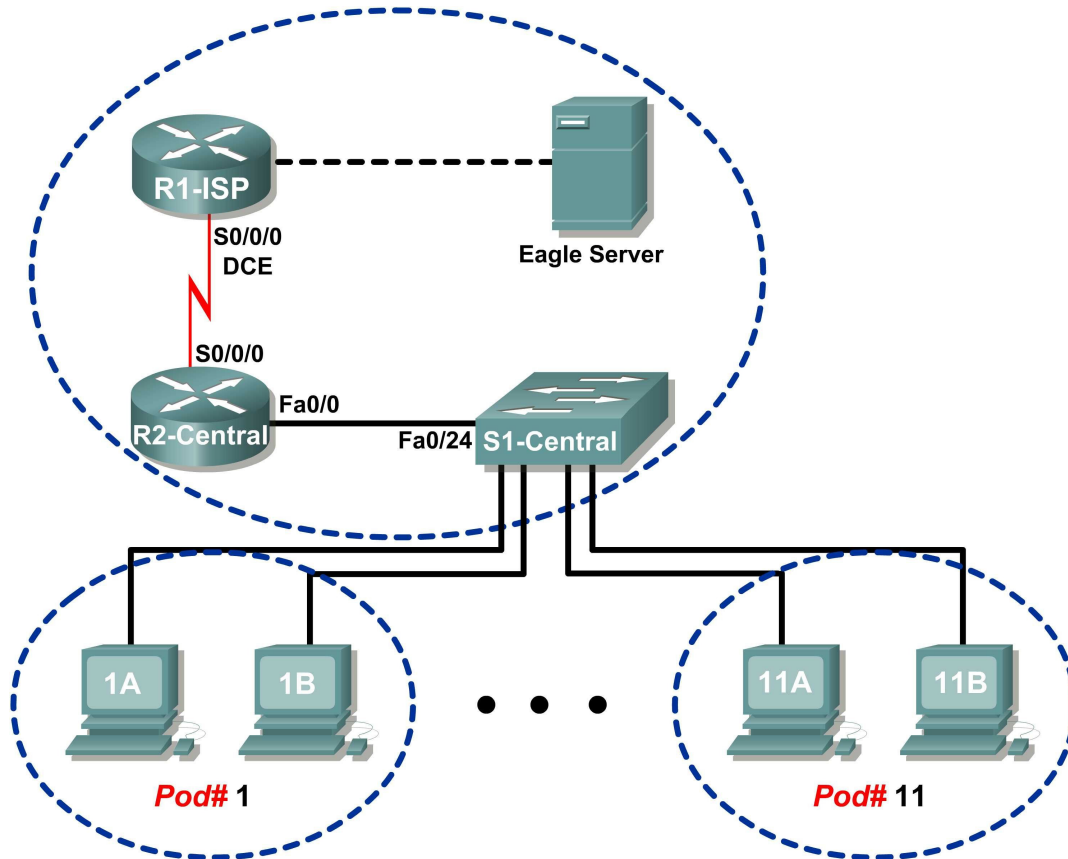 R1-ISP
S0/0/0
DCE
Eagle Server
S0/0/0
R2-Central
Fa0/0
Fa0/24
S1-Central
1A
1B
11A
11B
Pod# 1
Pod# 11